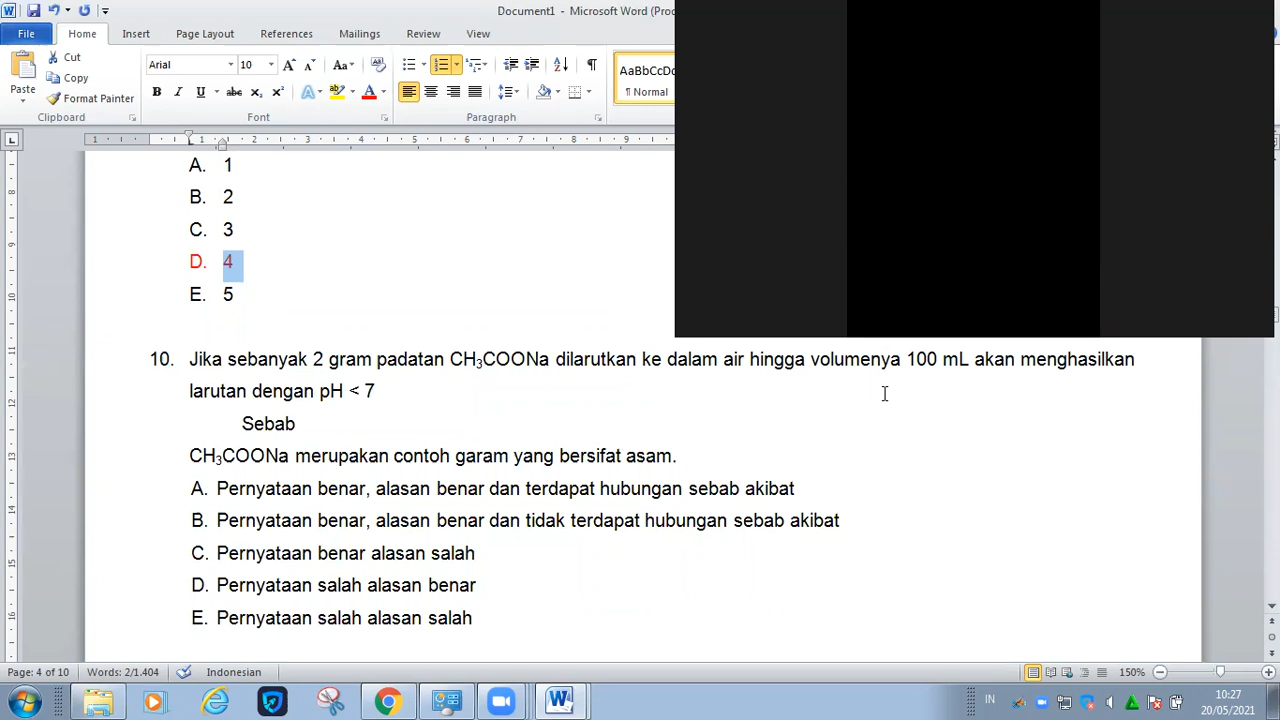 Document1 - Microsoft Word (Proc
File Home Insert Page Layout References Mailings Review View
Paste
Cut
Copy
Format Painter
Clipboard
Arial 10
Font
Paragraph
AaBbCcDc
¶ Normal
A. 1
B. 2
C. 3
D. 4
E. 5
10. Jika sebanyak 2 gram padatan CH₃COONa dilarutkan ke dalam air hingga volumenya 100 mL akan menghasilkan
larutan dengan pH < 7
Sebab
CH₃COONa merupakan contoh garam yang bersifat asam.
A. Pernyataan benar, alasan benar dan terdapat hubungan sebab akibat
B. Pernyataan benar, alasan benar dan tidak terdapat hubungan sebab akibat
C. Pernyataan benar alasan salah
D. Pernyataan salah alasan benar
E. Pernyataan salah alasan salah
Page: 4 of 10 Words: 2/1.404 Indonesian 150%
IN 10:27
20/05/2021